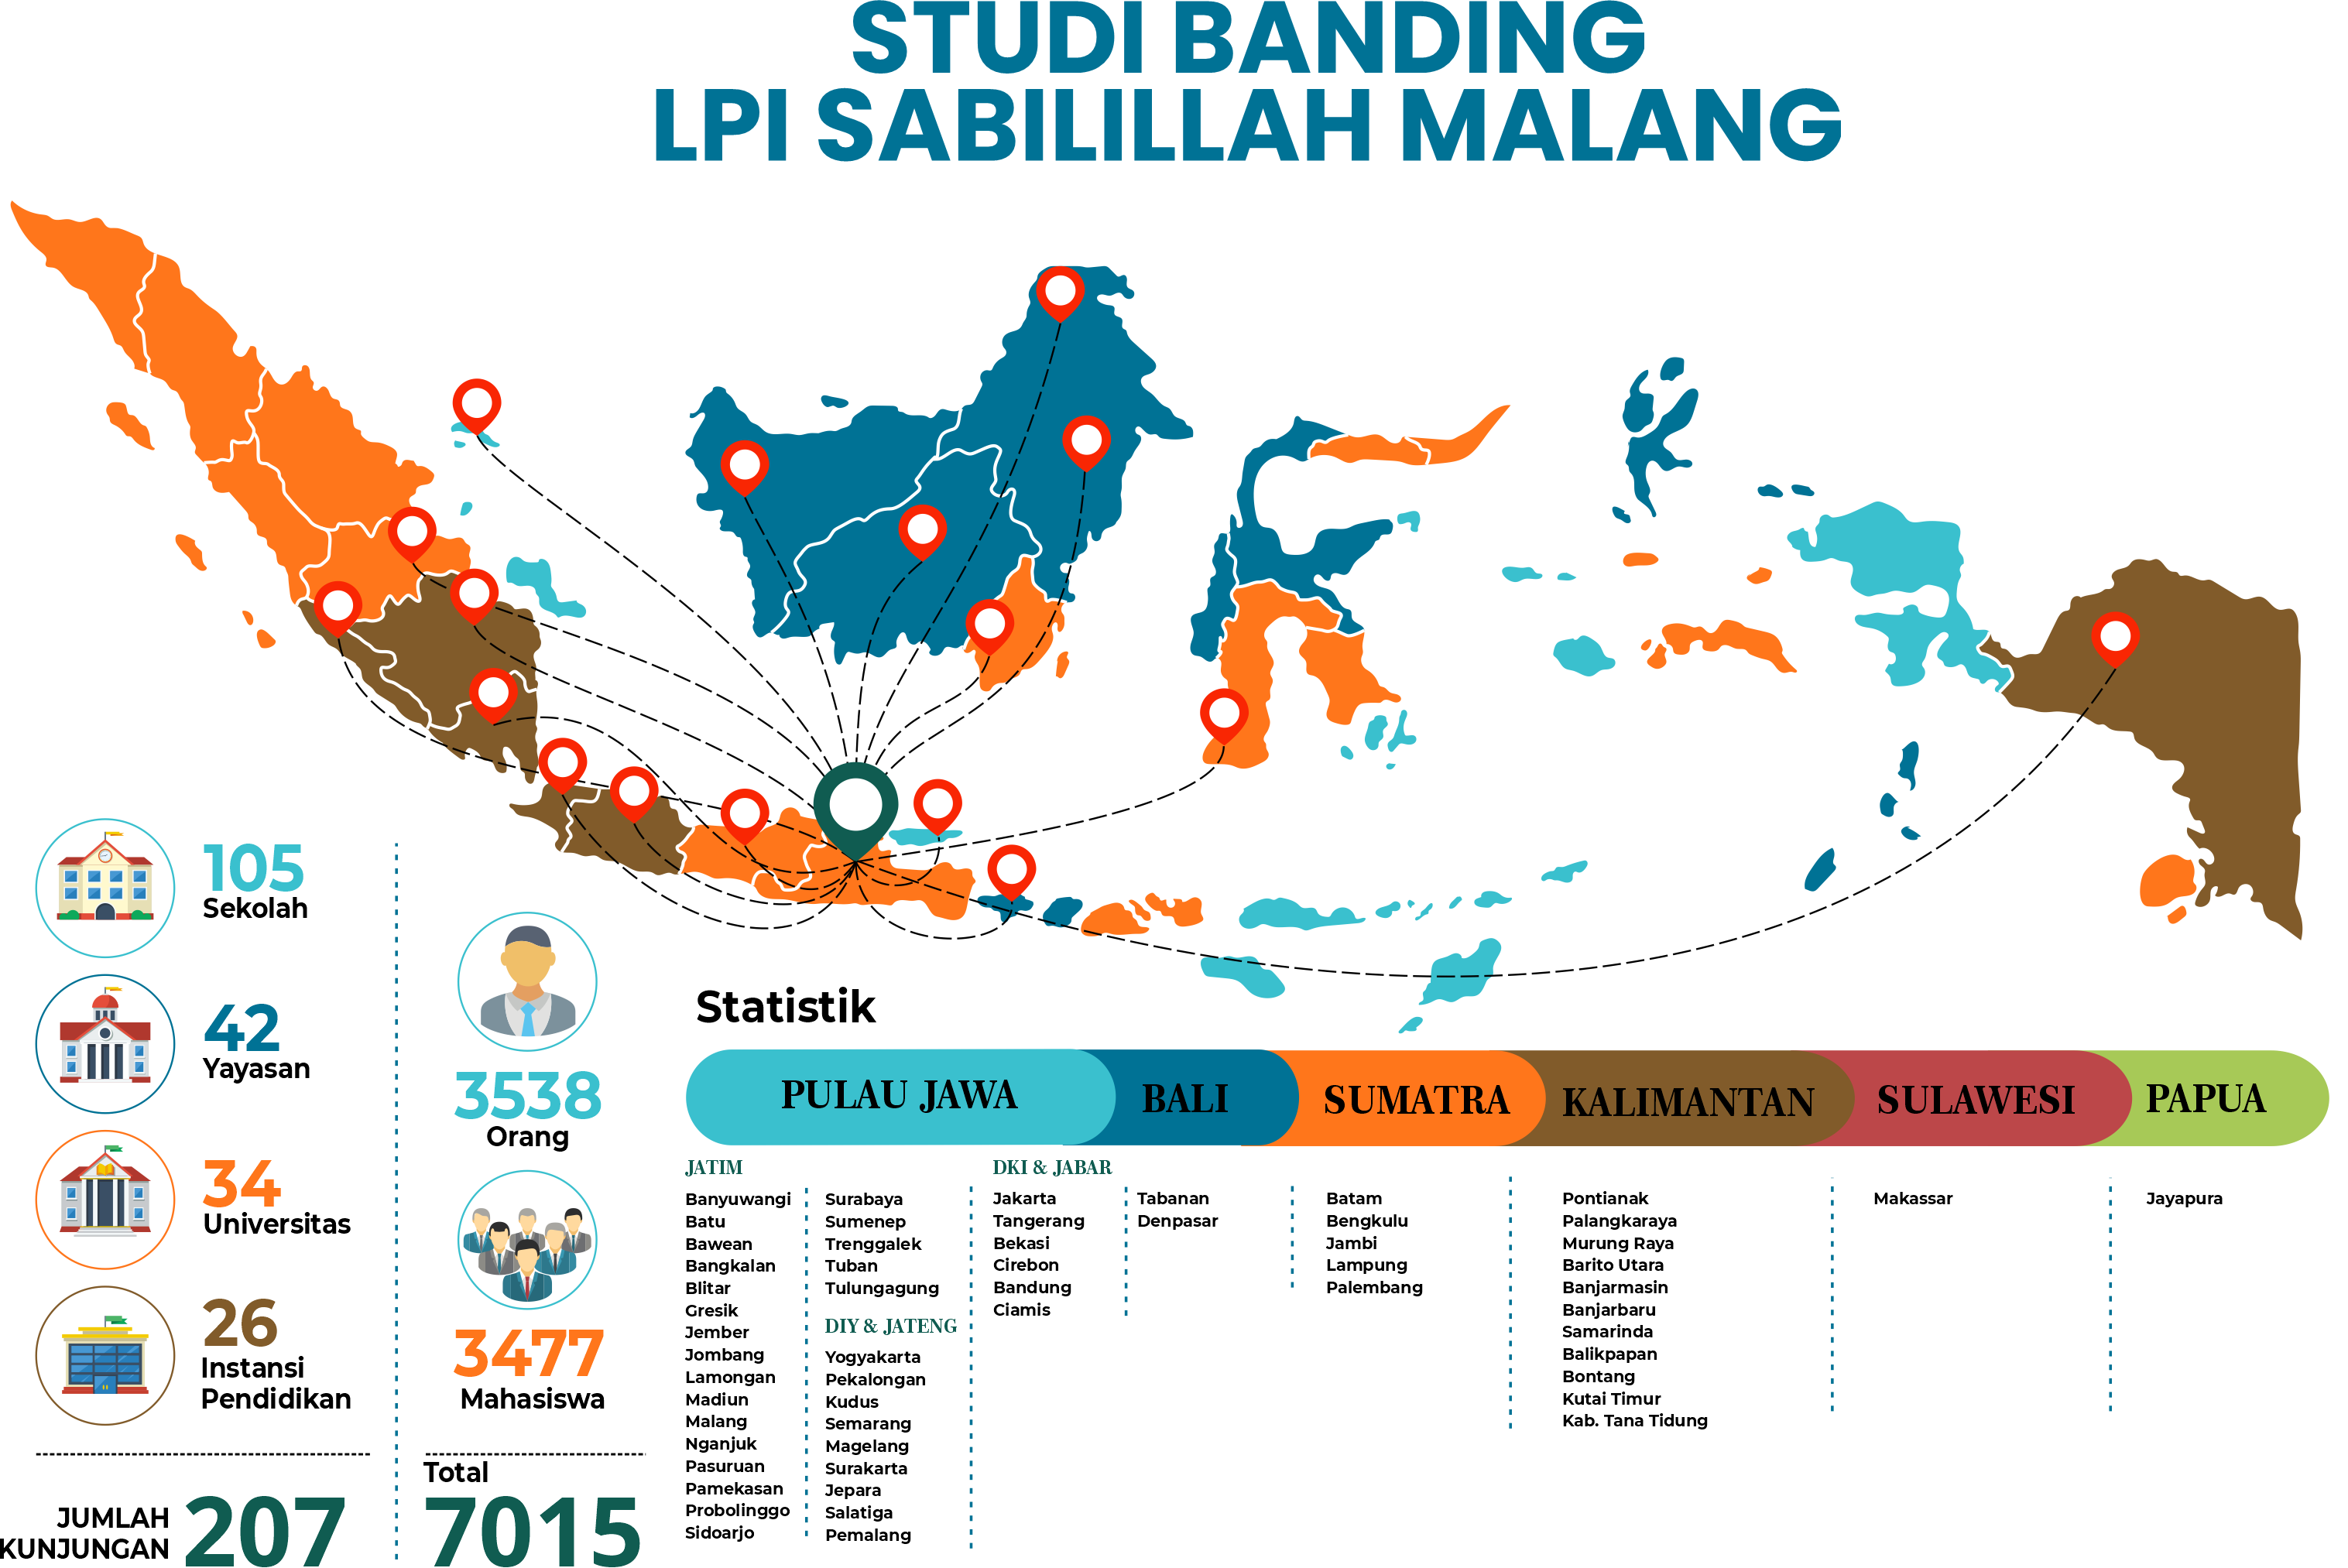 STUDI BANDING
LPI SABILILLAH MALANG
105
Sekolah
42
Yayasan
34
Universitas
26
Instansi
Pendidikan
JUMLAH
KUNJUNGAN
207
3538
Orang
3477
Mahasiswa
Total
7015
Statistik
PULAU JAWA
BALI
SUMATRA
KALIMANTAN
SULAWESI
PAPUA
JATIM
Banyuwangi
Batu
Bawean
Bangkalan
Blitar
Gresik
Jember
Jombang
Lamongan
Madiun
Malang
Nganjuk
Pasuruan
Pamekasan
Probolinggo
Sidoarjo
Surabaya
Sumenep
Trenggalek
Tuban
Tulungagung
DIY & JATENG
Yogyakarta
Pekalongan
Kudus
Semarang
Magelang
Surakarta
Jepara
Salatiga
Pemalang
DKI & JABAR
Jakarta
Tangerang
Bekasi
Cirebon
Bandung
Ciamis
Tabanan
Denpasar
Batam
Bengkulu
Jambi
Lampung
Palembang
Pontianak
Palangkaraya
Murung Raya
Barito Utara
Banjarmasin
Banjarbaru
Samarinda
Balikpapan
Bontang
Kutai Timur
Kab. Tana Tidung
Makassar
Jayapura